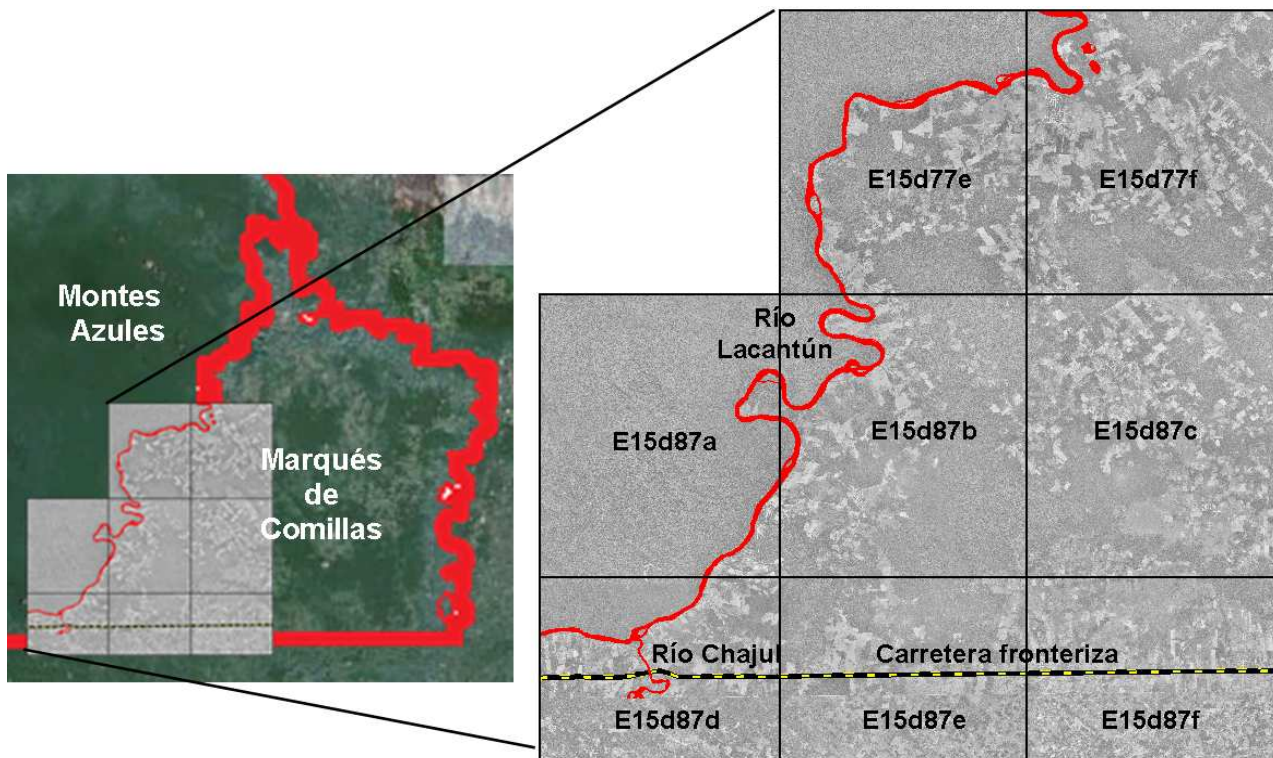 Montes
Azules
Marqués
de
Comillas
E15d77e
E15d77f
Río
Lacantún
E15d87a
E15d87b
E15d87c
Río Chajul
Carretera fronteriza
E15d87d
E15d87e
E15d87f